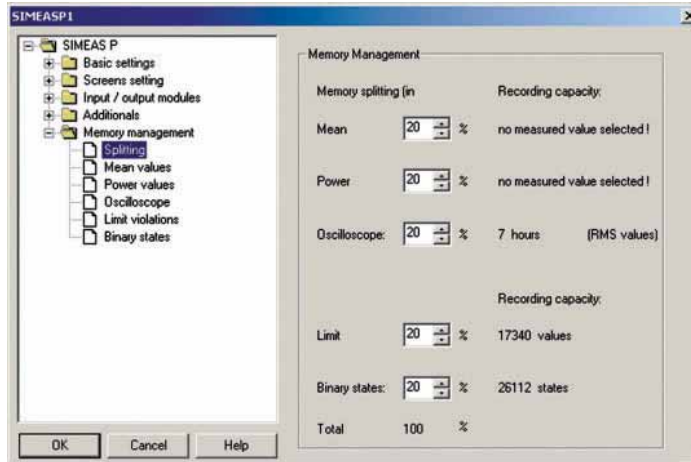 SIMEASP1
SIMEAS P
Basic settings
Screens setting
Input / output modules
Additionals
Memory management
Splitting
Mean values
Power values
Oscilloscope
Limit violations
Binary states
OK Cancel Help
Memory Management
Memory splitting (in Recording capacity:
Mean 20 % no measured value selected !
Power 20 % no measured value selected !
Oscilloscope: 20 % 7 hours (RMS values)
Recording capacity:
Limit 20 % 17340 values
Binary states: 20 % 26112 states
Total 100 %